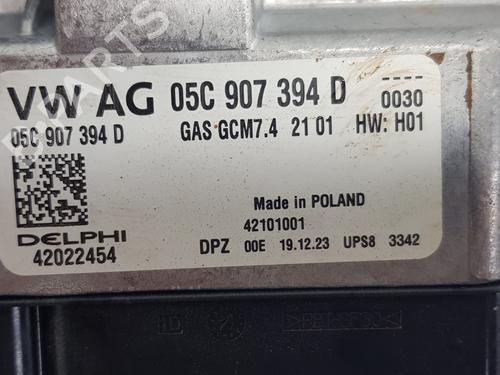 VW AG 05C 907 394 D
----
0030
05C 907 394 D
GAS GCM7.4 21 01 HW: H01
Made in POLAND
42101001
DELPHI
42022454
DPZ 00E 19.12.23 UPS8 3342